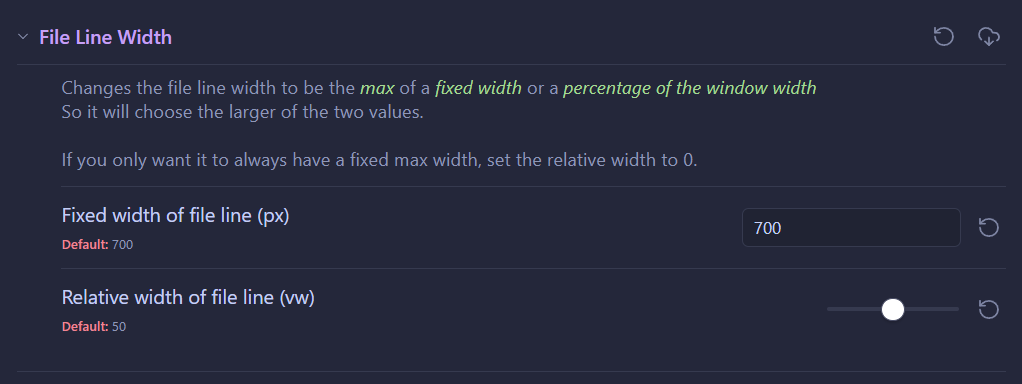 File Line Width
Changes the file line width to be the max of a fixed width or a percentage of the window width
So it will choose the larger of the two values.
If you only want it to always have a fixed max width, set the relative width to 0.
Fixed width of file line (px)
700
Default: 700
Relative width of file line (vw)
Default: 50